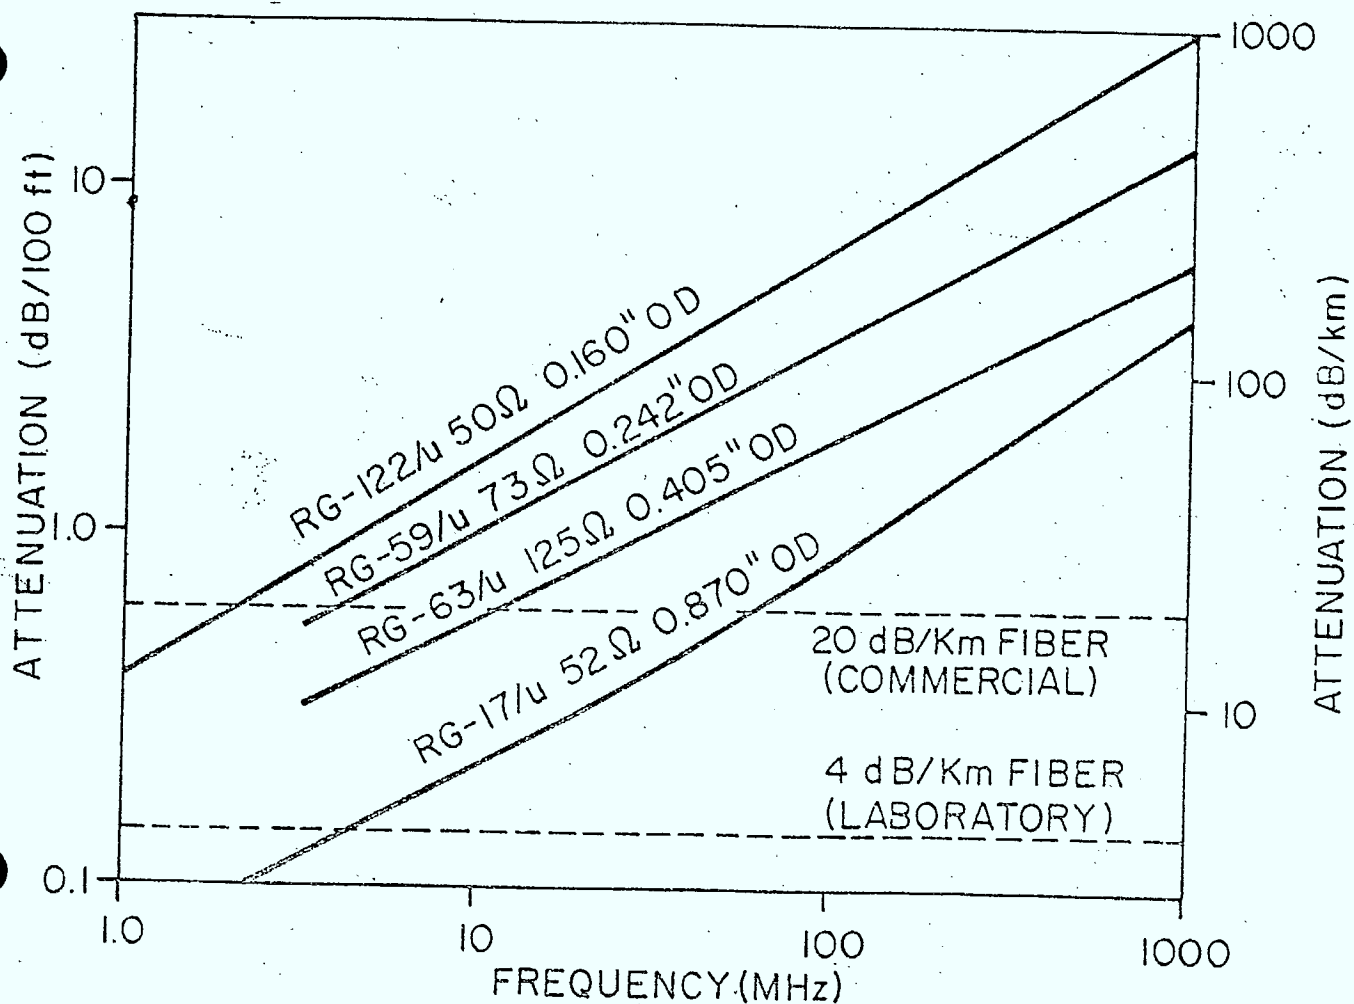 ATTENUATION (dB/100 ft)
10
1.0
0.1
1000
100
10
ATTENUATION (dB/km)
RG-122/u 50Ω 0.160" OD
RG-59/u 73Ω 0.242" OD
RG-63/u 125Ω 0.405" OD
RG-17/u 52Ω 0.870" OD
20 dB/Km FIBER
(COMMERCIAL)
4 dB/Km FIBER
(LABORATORY)
1.0
10
100
1000
FREQUENCY (MHz)